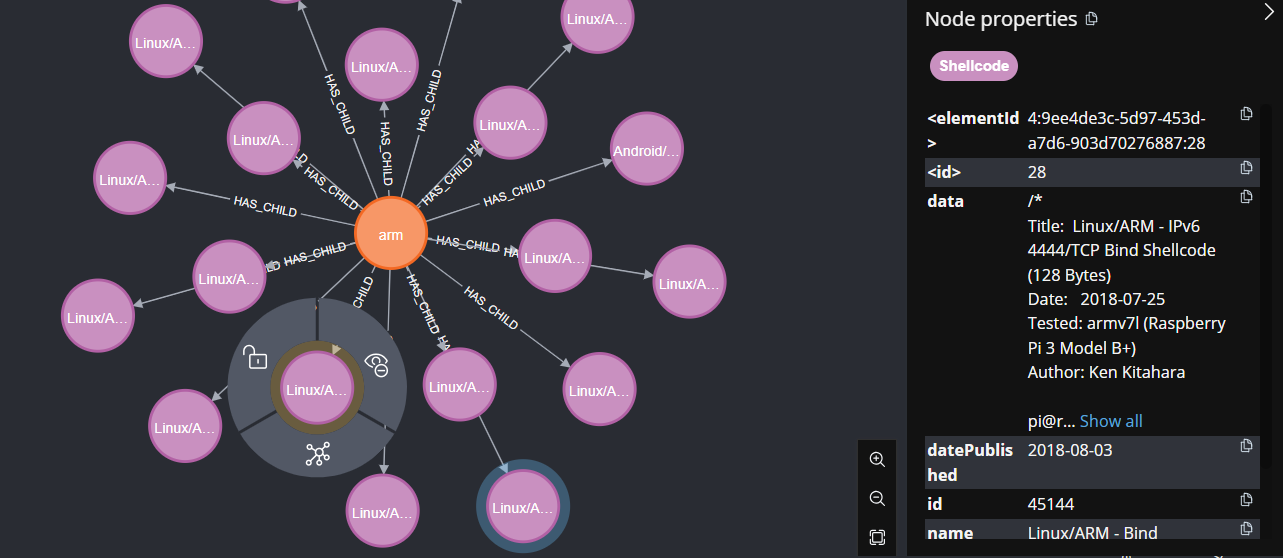 Node properties
Shellcode
<elementId
>
4:9ee4de3c-5d97-453d-
a7d6-903d70276887:28
<id>
28
data
/*
Title:  Linux/ARM - IPv6
4444/TCP Bind Shellcode
(128 Bytes)
Date:   2018-07-25
Tested: armv7l (Raspberry
Pi 3 Model B+)
Author: Ken Kitahara
pi@r... Show all
datePublis
hed
2018-08-03
id
45144
name
Linux/ARM - Bind
Linux/A...
Linux/A...
Linux/A...
Linux/A...
Linux/A...
Android/...
Linux/A...
Linux/A...
Linux/A...
Linux/A...
Linux/A...
Linux/A...
Linux/A...
Linux/A...
Linux/A...
Linux/A...
Linux/A...
arm
HAS_CHILD
HAS_CHILD
HAS_CHILD
HAS_CHILD
HAS_CHILD
HAS_CHILD
HAS_CHILD
HAS_CHILD
HAS_CHILD
HAS_CHILD
HAS_CHILD
CHILD